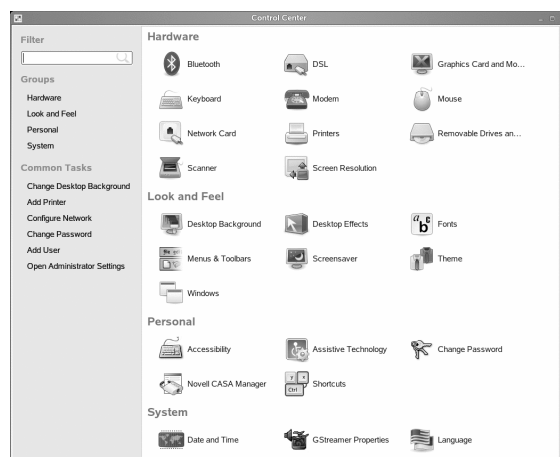 Control Center
Filter
Groups
Hardware
Look and Feel
Personal
System
Common Tasks
Change Desktop Background
Add Printer
Configure Network
Change Password
Add User
Open Administrator Settings
Hardware
Bluetooth
DSL
Graphics Card and Mo...
Keyboard
Modem
Mouse
Network Card
Printers
Removable Drives an...
Scanner
Screen Resolution
Look and Feel
Desktop Background
Desktop Effects
Fonts
Menus & Toolbars
Screensaver
Theme
Windows
Personal
Accessibility
Assistive Technology
Change Password
Novell CASA Manager
Ctrl
Shortcuts
System
Date and Time
GStreamer Properties
Language